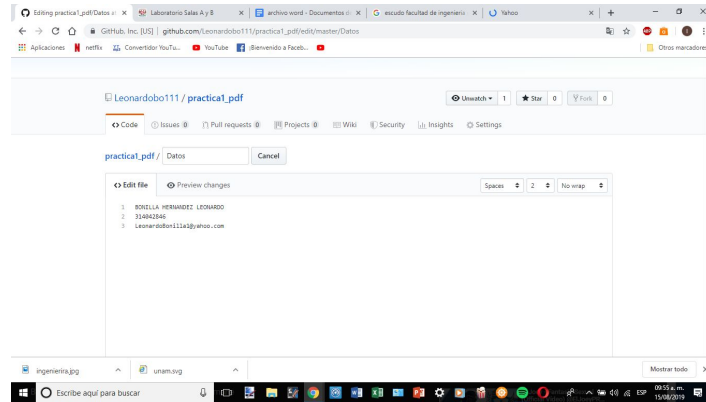 Editing practica1_pdf/Datos at
Laboratorio Salas A y B
archivo word - Documentos de
escudo facultad de ingenieria
Yahoo
GitHub, Inc. [US] | github.com/Leonardobo111/practica1_pdf/edit/master/Datos
Aplicaciones netflix Convertidor YouTu... YouTube ¡Bienvenido a Faceb... Otros marcadores
Leonardobo111 / practica1_pdf
Unwatch 1 Star 0 Fork 0
Code Issues 0 Pull requests 0 Projects 0 Wiki Security Insights Settings
practica1_pdf / Datos Cancel
Edit file Preview changes Spaces 2 No wrap
1 BONILLA HERNANDEZ LEONARDO
2 314042846
3 LeonardoBonilla1@yahoo.com
ingenierira.jpg unam.svg Mostrar todo
Escribe aquí para buscar ESP 09:55 a. m.
15/08/2019